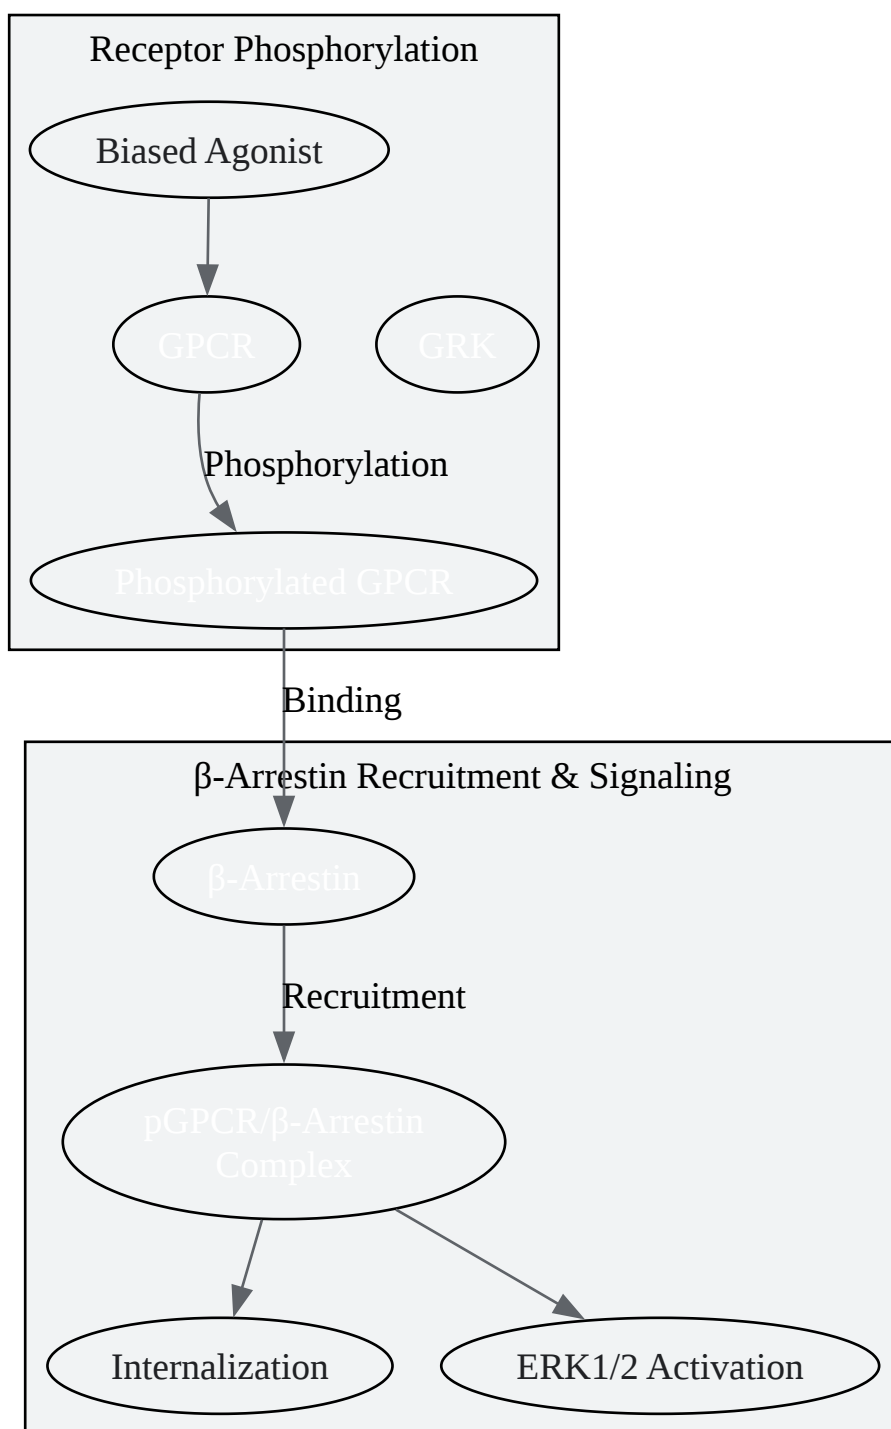 Receptor Phosphorylation
Biased Agonist
GPCR
GRK
Phosphorylation
Phosphorylated GPCR
Binding
β-Arrestin Recruitment & Signaling
β-Arrestin
Recruitment
pGPCR/β-Arrestin
Complex
Internalization
ERK1/2 Activation